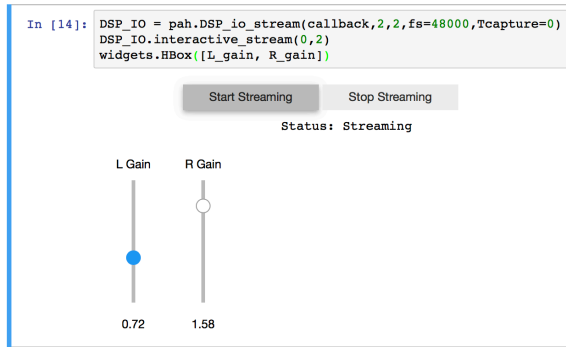 In [14]: DSP_IO = pah.DSP_io_stream(callback,2,2,fs=48000,Tcapture=0)
DSP_IO.interactive_stream(0,2)
widgets.HBox([L_gain, R_gain])
Start Streaming Stop Streaming
Status: Streaming
L Gain R Gain
0.72 1.58